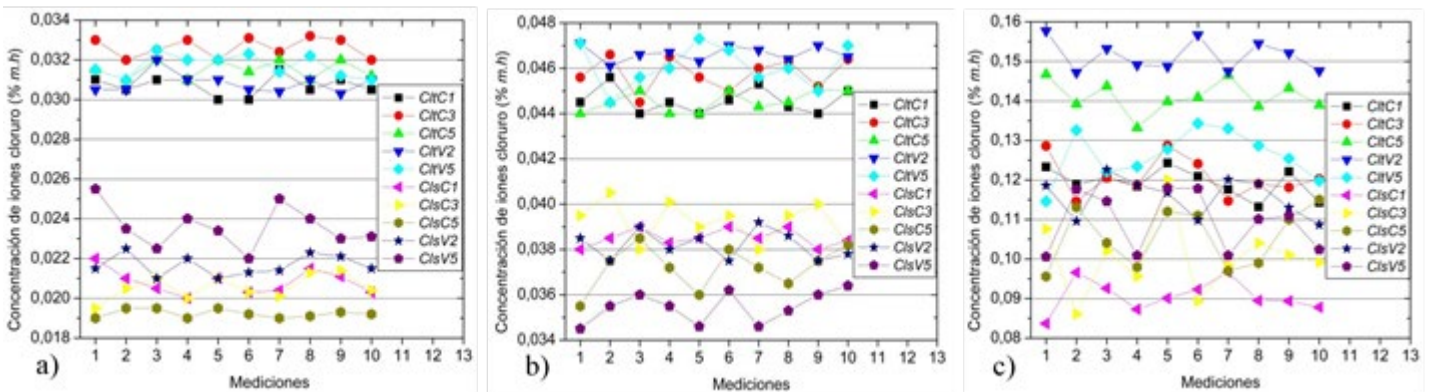 a)
Concentración de iones cloruro (% m.h)
0,034
0,032
0,030
0,028
0,026
0,024
0,022
0,020
0,018
1 2 3 4 5 6 7 8 9 10 11 12 13
Mediciones
CltC1
CltC3
CltC5
CltV2
CltV5
ClsC1
ClsC3
ClsC5
ClsV2
ClsV5
b)
Concentración de iones cloruro (% m.h)
0,048
0,046
0,044
0,042
0,040
0,038
0,036
0,034
1 2 3 4 5 6 7 8 9 10 11 12 13
Mediciones
CltC1
CltC3
CltC5
CltV2
CltV5
ClsC1
ClsC3
ClsC5
ClsV2
ClsV5
c)
Concentración de iones cloruro (% m.h)
0,16
0,15
0,14
0,13
0,12
0,11
0,10
0,09
0,08
1 2 3 4 5 6 7 8 9 10 11 12 13
Mediciones
CltC1
CltC3
CltC5
CltV2
CltV5
ClsC1
ClsC3
ClsC5
ClsV2
ClsV5